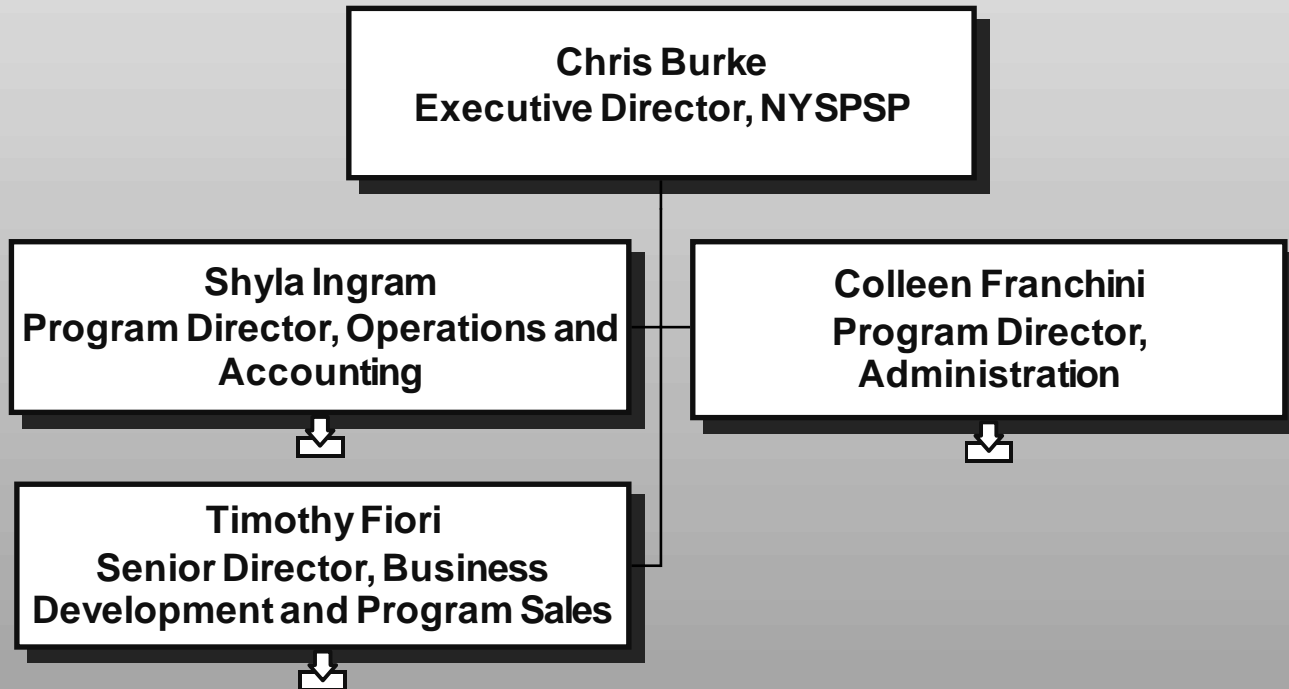 Chris Burke
Executive Director, NYSPSP
Shyla Ingram
Program Director, Operations and
Accounting
Colleen Franchini
Program Director,
Administration
Timothy Fiori
Senior Director, Business
Development and Program Sales